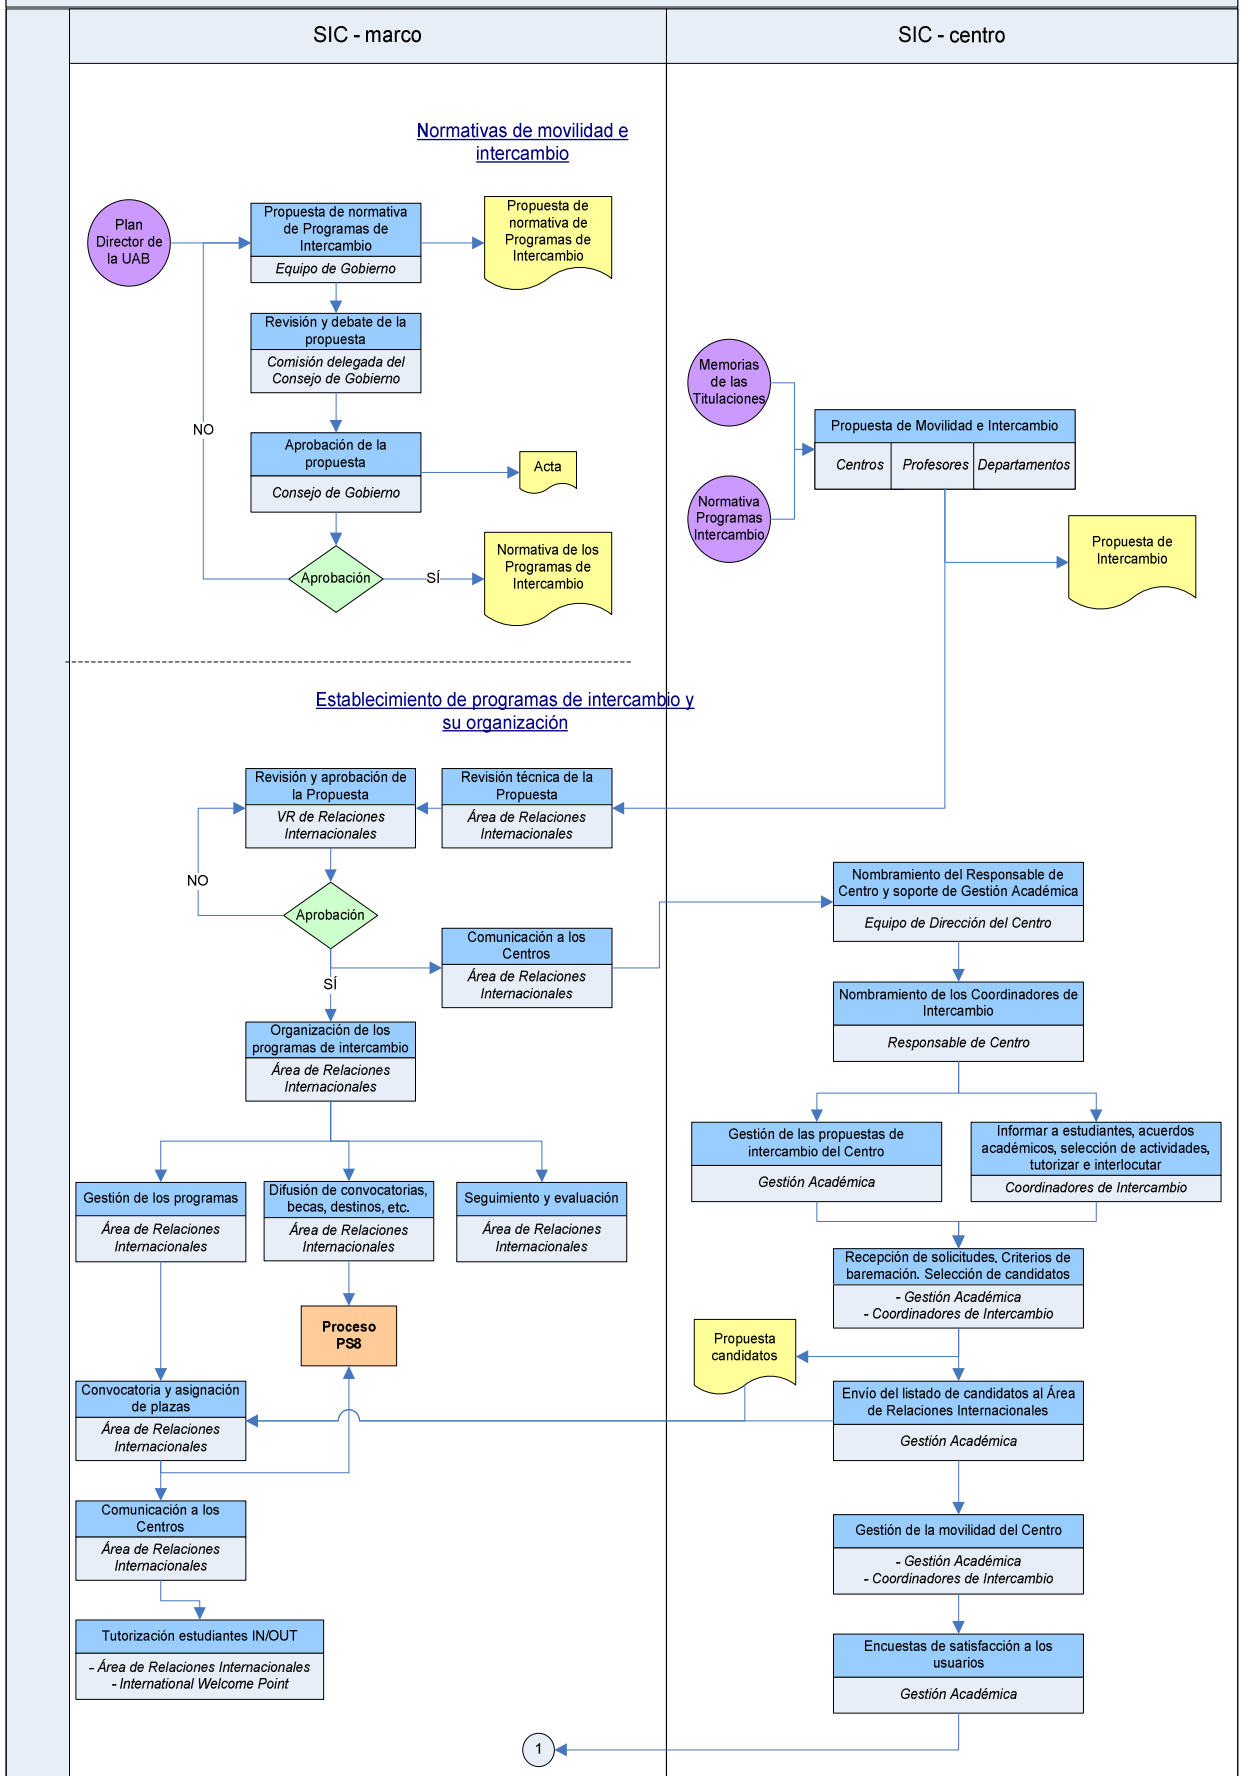 SIC - marco
SIC - centro
Normativas de movilidad e
intercambio
Plan
Director de
la UAB
Propuesta de normativa
de Programas de
Intercambio
Equipo de Gobierno
Propuesta de
normativa de
Programas de
Intercambio
Revisión y debate de la
propuesta
Comisión delegada del
Consejo de Gobierno
NO
Aprobación de la
propuesta
Consejo de Gobierno
Acta
Aprobación
SÍ
Normativa de los
Programas de
Intercambio
Memorias
de las
Titulaciones
Normativa
Programas
Intercambio
Propuesta de Movilidad e Intercambio
Centros
Profesores
Departamentos
Propuesta de
Intercambio
Establecimiento de programas de intercambio y
su organización
Revisión y aprobación de
la Propuesta
VR de Relaciones
Internacionales
Revisión técnica de la
Propuesta
Área de Relaciones
Internacionales
NO
Aprobación
SÍ
Comunicación a los
Centros
Área de Relaciones
Internacionales
Organización de los
programas de intercambio
Área de Relaciones
Internacionales
Gestión de los programas
Área de Relaciones
Internacionales
Difusión de convocatorias,
becas, destinos, etc.
Área de Relaciones
Internacionales
Seguimiento y evaluación
Área de Relaciones
Internacionales
Proceso
PS8
Convocatoria y asignación
de plazas
Área de Relaciones
Internacionales
Comunicación a los
Centros
Área de Relaciones
Internacionales
Tutorización estudiantes IN/OUT
- Área de Relaciones Internacionales
- International Welcome Point
Nombramiento del Responsable de
Centro y soporte de Gestión Académica
Equipo de Dirección del Centro
Nombramiento de los Coordinadores de
Intercambio
Responsable de Centro
Gestión de las propuestas de
intercambio del Centro
Gestión Académica
Informar a estudiantes, acuerdos
académicos, selección de actividades,
tutorizar e interlocutar
Coordinadores de Intercambio
Recepción de solicitudes. Criterios de
baremación. Selección de candidatos
- Gestión Académica
- Coordinadores de Intercambio
Propuesta
candidatos
Envío del listado de candidatos al Área
de Relaciones Internacionales
Gestión Académica
Gestión de la movilidad del Centro
- Gestión Académica
- Coordinadores de Intercambio
Encuestas de satisfacción a los
usuarios
Gestión Académica
1